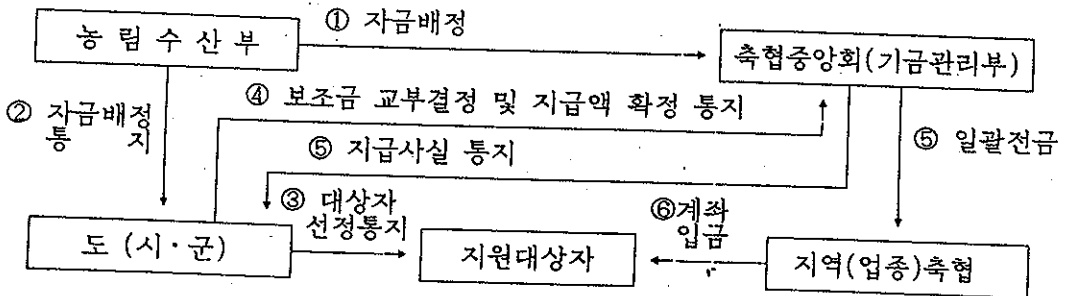 ① 자금배정
농 림 수 산 부
축협중앙회(기금관리부)
② 자금배정
통 지
④ 보조금 교부결정 및 지급액 확정 통지
⑤ 지급사실 통지
⑤ 일괄전금
③ 대상자
선정통지
⑥계좌
입금
도 (시·군)
지원대상자
지역(업종)축협